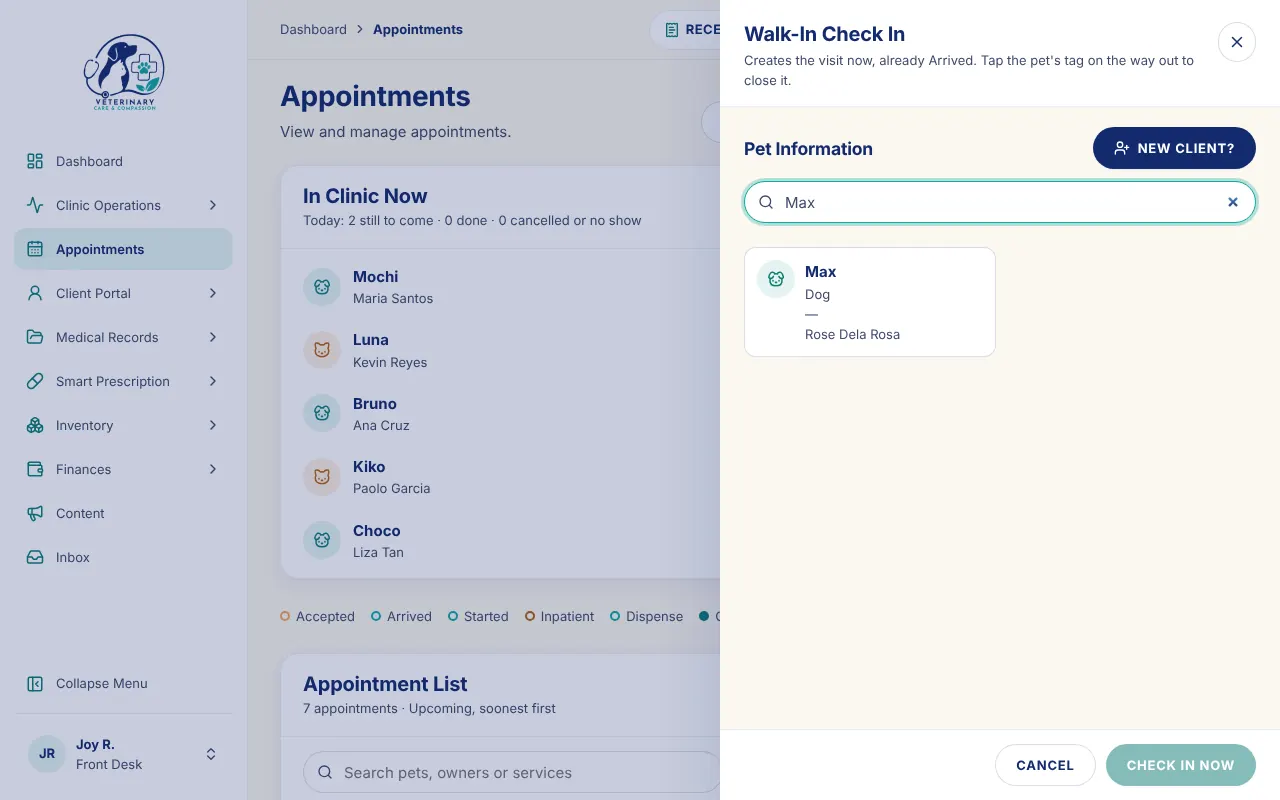 VETERINARY
CARE & COMPASSION
Dashboard
Clinic Operations
Appointments
Client Portal
Medical Records
Smart Prescription
Inventory
Finances
Content
Inbox
Collapse Menu
JR
Joy R.
Front Desk
Dashboard > Appointments
RECE
Appointments
View and manage appointments.
In Clinic Now
Today: 2 still to come · 0 done · 0 cancelled or no show
Mochi
Maria Santos
Luna
Kevin Reyes
Bruno
Ana Cruz
Kiko
Paolo Garcia
Choco
Liza Tan
Accepted Arrived Started Inpatient Dispense
Appointment List
7 appointments · Upcoming, soonest first
Search pets, owners or services
Walk-In Check In
Creates the visit now, already Arrived. Tap the pet's tag on the way out to
close it.
Pet Information
NEW CLIENT?
Max
Max
Dog
—
Rose Dela Rosa
CANCEL
CHECK IN NOW